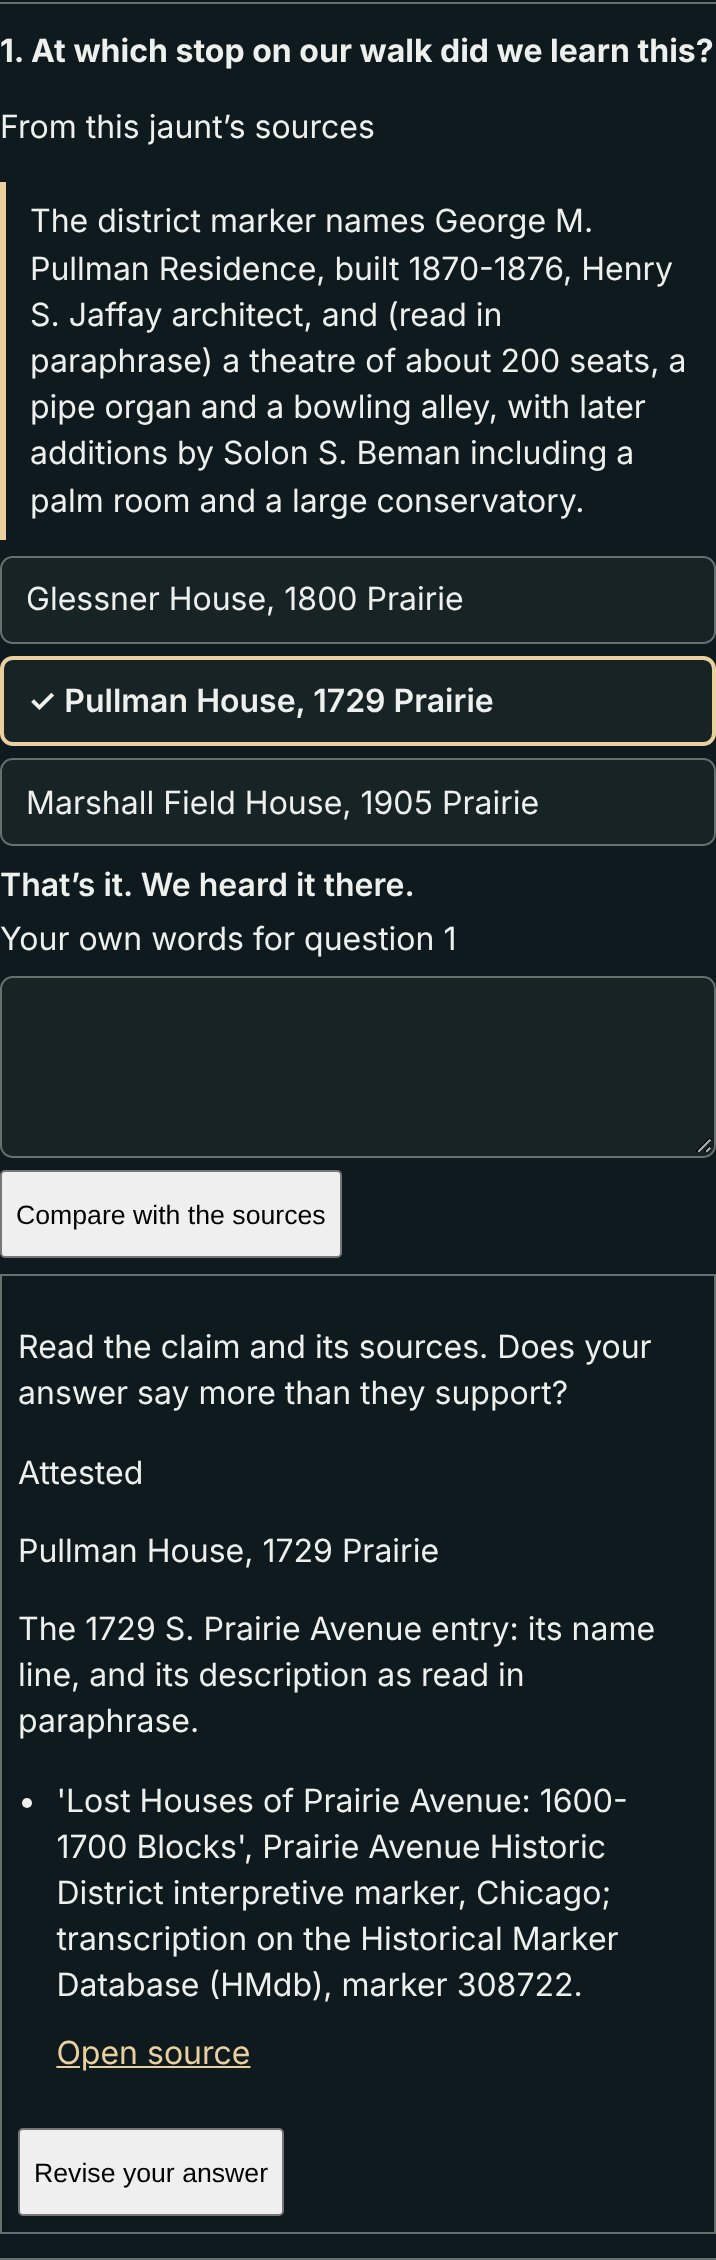 1. At which stop on our walk did we learn this?
From this jaunt’s sources
The district marker names George M.
Pullman Residence, built 1870-1876, Henry
S. Jaffay architect, and (read in
paraphrase) a theatre of about 200 seats, a
pipe organ and a bowling alley, with later
additions by Solon S. Beman including a
palm room and a large conservatory.
Glessner House, 1800 Prairie
✓ Pullman House, 1729 Prairie
Marshall Field House, 1905 Prairie
That’s it. We heard it there.
Your own words for question 1
Compare with the sources
Read the claim and its sources. Does your
answer say more than they support?
Attested
Pullman House, 1729 Prairie
The 1729 S. Prairie Avenue entry: its name
line, and its description as read in
paraphrase.
• 'Lost Houses of Prairie Avenue: 1600-
1700 Blocks', Prairie Avenue Historic
District interpretive marker, Chicago;
transcription on the Historical Marker
Database (HMdb), marker 308722.
Open source
Revise your answer